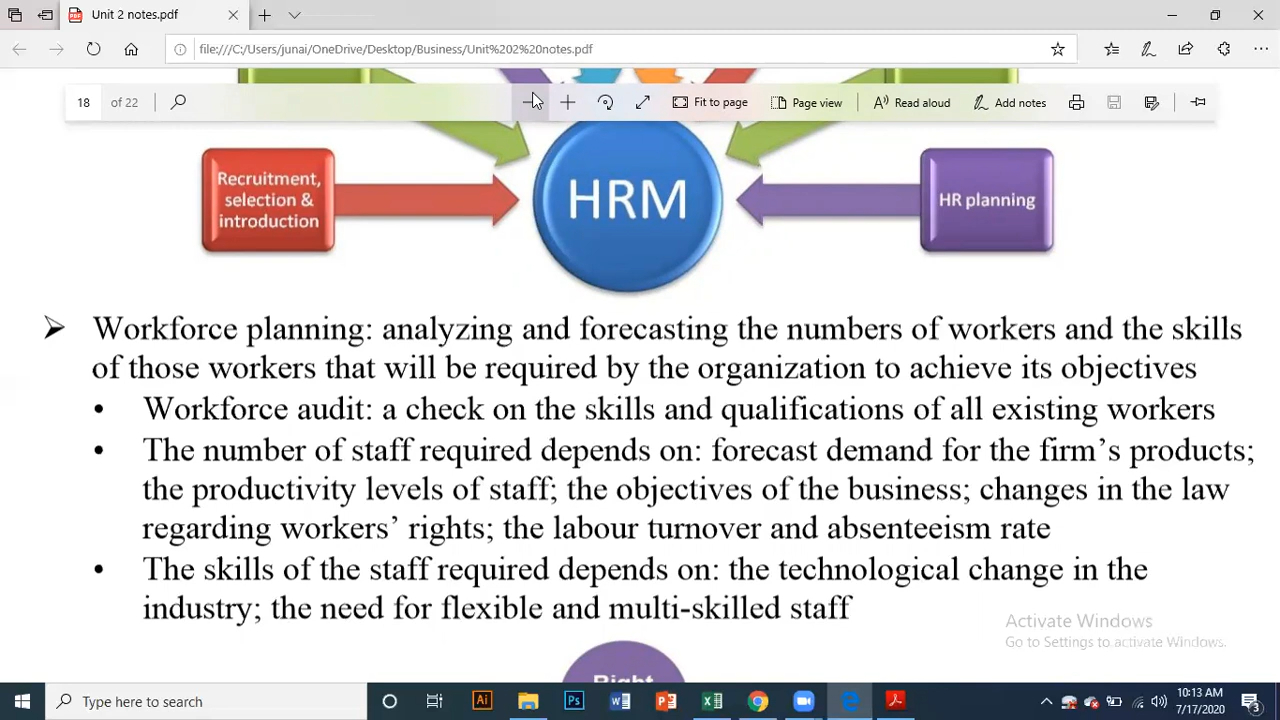 Unit 2 notes.pdf
file:///C:/Users/junai/OneDrive/Desktop/Business/Unit%202%20notes.pdf
18 of 22 Fit to page Page view Read aloud Add notes
Recruitment,
selection &
introduction
HRM
HR planning
➢ Workforce planning: analyzing and forecasting the numbers of workers and the skills
of those workers that will be required by the organization to achieve its objectives
• Workforce audit: a check on the skills and qualifications of all existing workers
• The number of staff required depends on: forecast demand for the firm's products;
the productivity levels of staff; the objectives of the business; changes in the law
regarding workers' rights; the labour turnover and absenteeism rate
• The skills of the staff required depends on: the technological change in the
industry; the need for flexible and multi-skilled staff
Activate Windows
Go to Settings to activate Windows.
Right
Type here to search
10:13 AM
7/17/2020